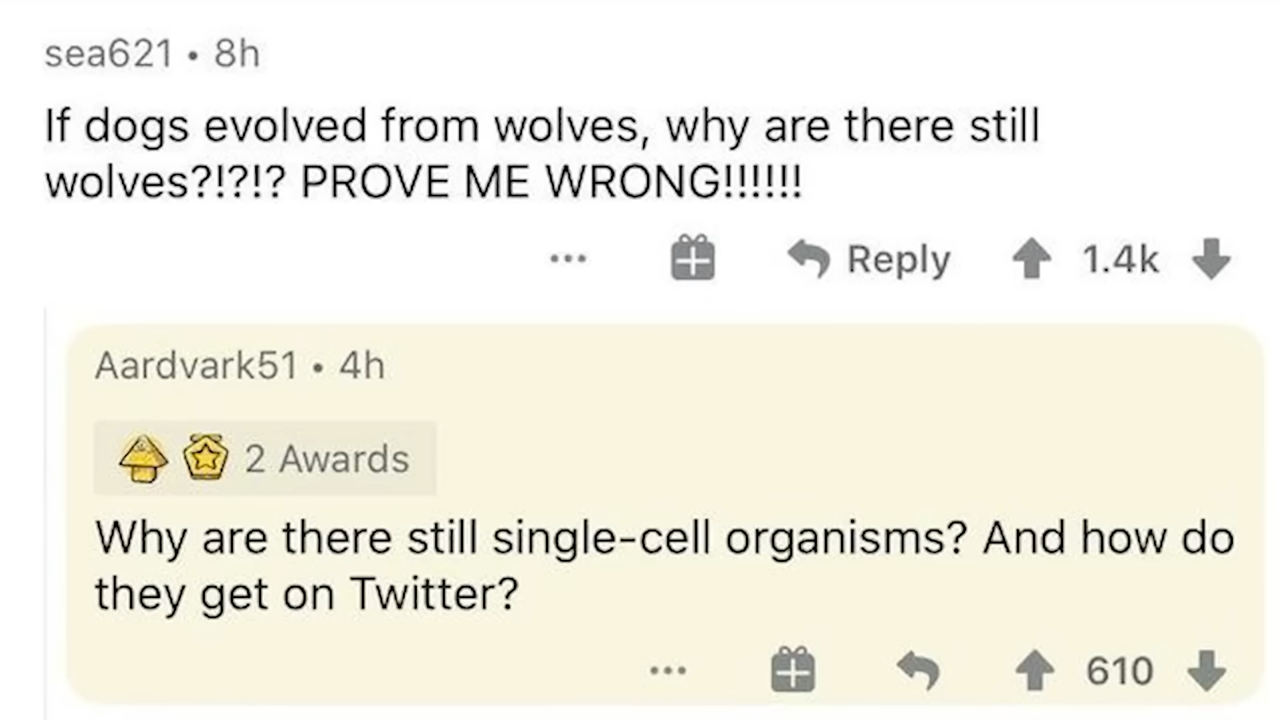 sea621 • 8h
If dogs evolved from wolves, why are there still
wolves?!?!? PROVE ME WRONG!!!!!!
... Reply 1.4k
Aardvark51 • 4h
2 Awards
Why are there still single-cell organisms? And how do
they get on Twitter?
... 610